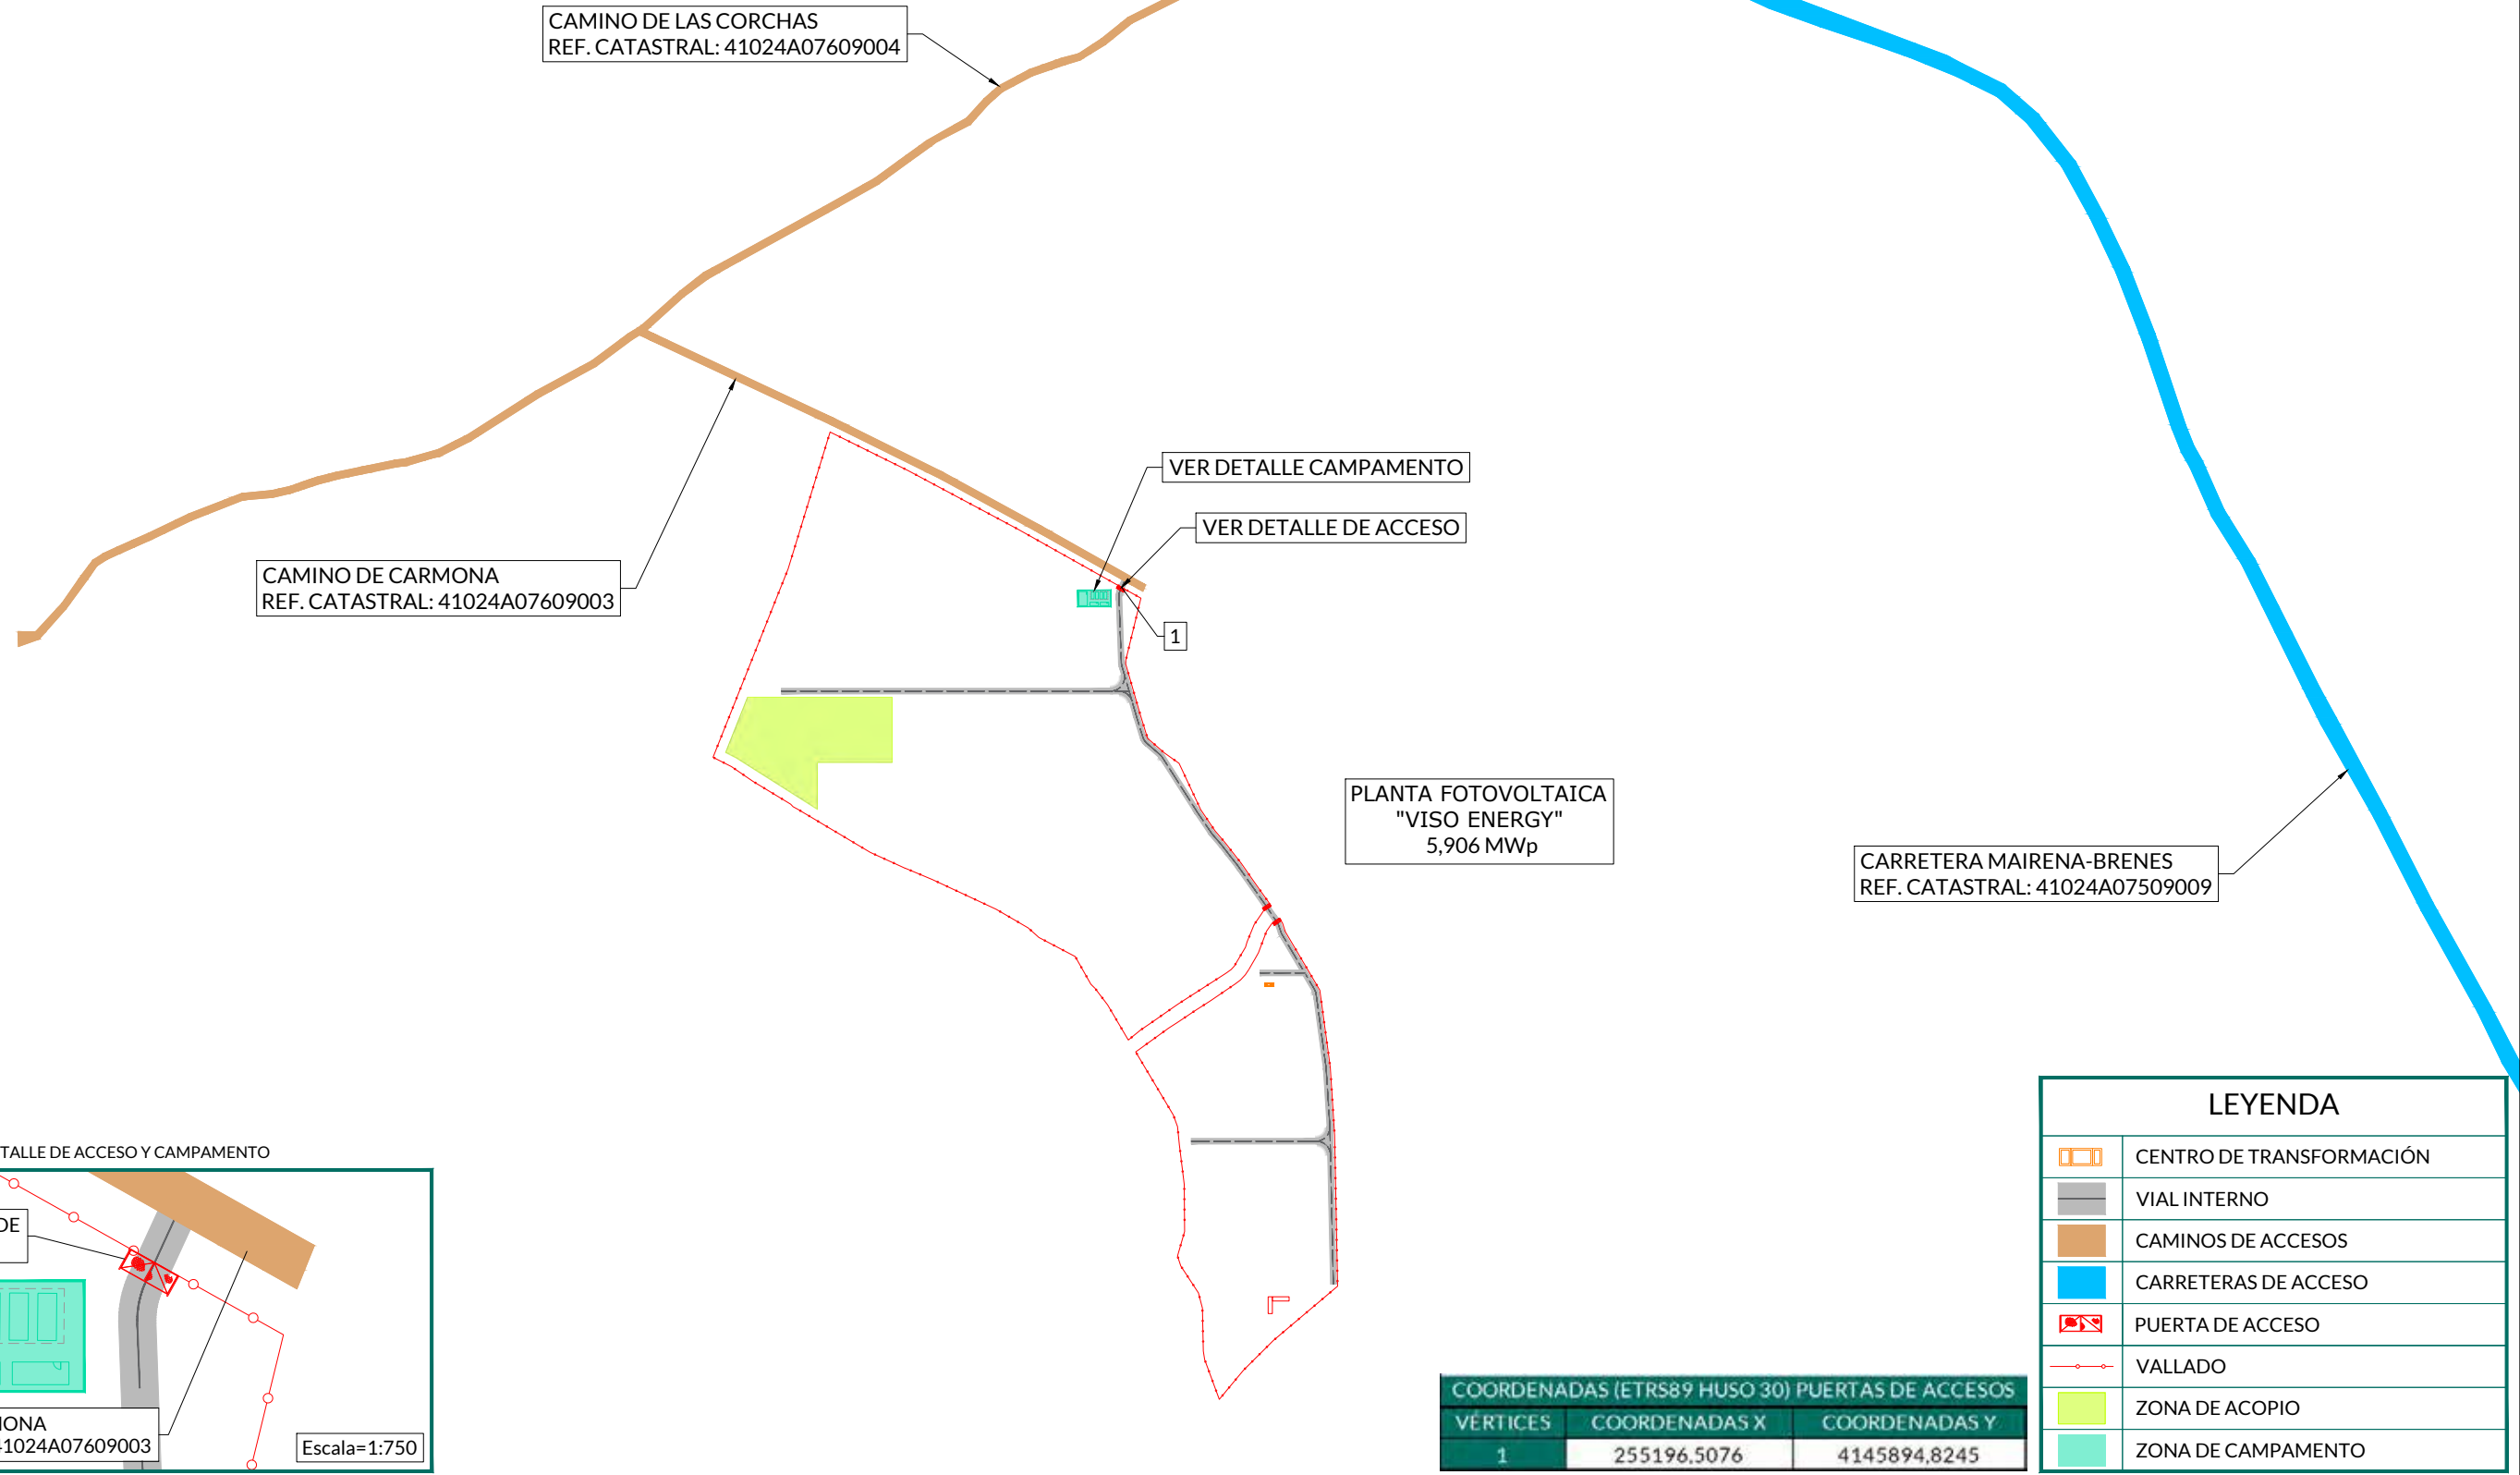 CAMINO DE LAS CORCHAS
REF. CATASTRAL: 41024A07609004
VER DETALLE CAMPAMENTO
VER DETALLE DE ACCESO
CAMINO DE CARMONA
REF. CATASTRAL: 41024A07609003
1
PLANTA FOTOVOLTAICA
"VISO ENERGY"
5,906 MWp
CARRETERA MAIRENA-BRENES
REF. CATASTRAL: 41024A07509009
TALLE DE ACCESO Y CAMPAMENTO
DE
MONA
41024A07609003
Escala=1:750
COORDENADAS (ETRS89 HUSO 30) PUERTAS DE ACCESOS
VÉRTICES COORDENADAS X COORDENADAS Y
1 255196,5076 4145894,8245
LEYENDA
CENTRO DE TRANSFORMACIÓN
VIAL INTERNO
CAMINOS DE ACCESOS
CARRETERAS DE ACCESO
PUERTA DE ACCESO
VALLADO
ZONA DE ACOPIO
ZONA DE CAMPAMENTO